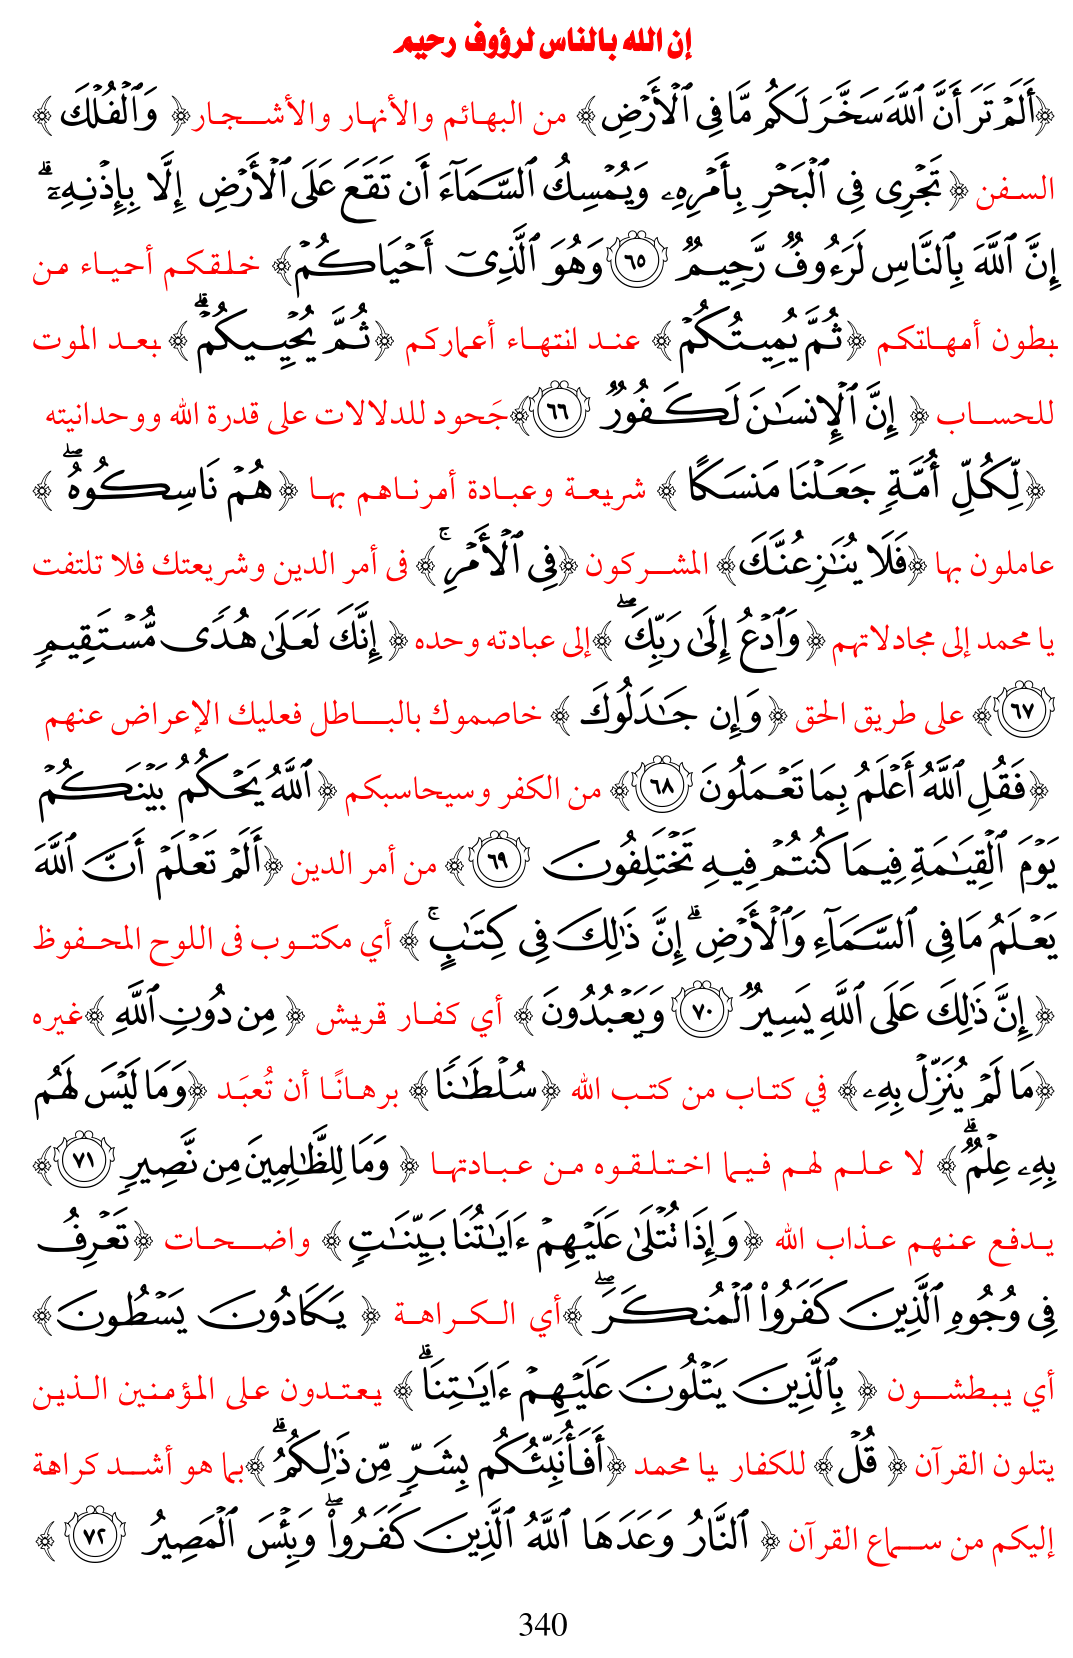 إن الله بالناس لرؤوف رحيم
﴿أَلَمْ تَرَ أَنَّ ٱللَّهَ سَخَّرَ لَكُم مَّا فِى ٱلْأَرْضِ﴾ من البهائم والأنهار والأشجار﴿ وَٱلْفُلْكَ ﴾
السفن ﴿ تَجْرِى فِى ٱلْبَحْرِ بِأَمْرِهِۦ وَيُمْسِكُ ٱلسَّمَآءَ أَن تَقَعَ عَلَى ٱلْأَرْضِ إِلَّا بِإِذْنِهِۦٓ ۗ
إِنَّ ٱللَّهَ بِٱلنَّاسِ لَرَءُوفٌ رَّحِيمٌ ٦٥ وَهُوَ ٱلَّذِىٓ أَحْيَاكُمْ﴾ خلقكم أحياء من
بطون أمهاتكم ﴿ثُمَّ يُمِيتُكُمْ ﴾ عند انتهاء أعماركم ﴿ثُمَّ يُحْيِيكُمْ ۗ﴾ بعد الموت
للحساب ﴿ إِنَّ ٱلْإِنسَـٰنَ لَكَفُورٌ ٦٦ ﴾جَحود للدلالات على قدرة الله ووحدانيته
﴿لِّكُلِّ أُمَّةٍ جَعَلْنَا مَنسَكًا ﴾ شريعة وعبادة أمرناهم بها ﴿هُمْ نَاسِكُوهُ ۖ ﴾
عاملون بها ﴿فَلَا يُنَـٰزِعُنَّكَ﴾ المشركون ﴿فِى ٱلْأَمْرِ ۚ﴾ فى أمر الدين وشريعتك فلا تلتفت
يا محمد إلى مجادلاتهم ﴿وَٱدْعُ إِلَىٰ رَبِّكَ ۖ ﴾إلى عبادته وحده ﴿ إِنَّكَ لَعَلَىٰ هُدًى مُّسْتَقِيمٍ
٦٧ ﴾ على طريق الحق ﴿وَإِن جَـٰدَلُوكَ ﴾ خاصموك بالباطل فعليك الإعراض عنهم
﴿فَقُلِ ٱللَّهُ أَعْلَمُ بِمَا تَعْمَلُونَ ٦٨ ﴾ من الكفر وسيحاسبكم ﴿ٱللَّهُ يَحْكُمُ بَيْنَكُمْ
يَوْمَ ٱلْقِيَـٰمَةِ فِيمَا كُنتُمْ فِيهِ تَخْتَلِفُونَ ٦٩ ﴾ من أمر الدين ﴿أَلَمْ تَعْلَمْ أَنَّ ٱللَّهَ
يَعْلَمُ مَا فِى ٱلسَّمَآءِ وَٱلْأَرْضِ ۗ إِنَّ ذَٰلِكَ فِى كِتَـٰبٍ ۚ ﴾ أي مكتوب فى اللوح المحفوظ
﴿ إِنَّ ذَٰلِكَ عَلَى ٱللَّهِ يَسِيرٌ ٧٠ وَيَعْبُدُونَ ﴾ أي كفار قريش ﴿ مِن دُونِ ٱللَّهِ ﴾غيره
﴿مَا لَمْ يُنَزِّلْ بِهِۦ ﴾ في كتاب من كتب الله ﴿سُلْطَـٰنًا﴾ برهانًا أن تُعبَد ﴿وَمَا لَيْسَ لَهُم
بِهِۦ عِلْمٌ ۗ ﴾ لا علم لهم فيما اختلقوه من عبادتها ﴿ وَمَا لِلظَّـٰلِمِينَ مِن نَّصِيرٍ ٧١﴾
يدفع عنهم عذاب الله ﴿وَإِذَا تُتْلَىٰ عَلَيْهِمْ ءَايَـٰتُنَا بَيِّنَـٰتٍ ﴾ واضحات ﴿تَعْرِفُ
فِى وُجُوهِ ٱلَّذِينَ كَفَرُوا۟ ٱلْمُنكَرَ ۖ ﴾أي الكراهة ﴿ يَكَادُونَ يَسْطُونَ﴾
أي يبطشون ﴿ بِٱلَّذِينَ يَتْلُونَ عَلَيْهِمْ ءَايَـٰتِنَا ۗ ﴾ يعتدون على المؤمنين الذين
يتلون القرآن ﴿ قُلْ ﴾ للكفار يا محمد ﴿أَفَأُنَبِّئُكُم بِشَرٍّ مِّن ذَٰلِكُمُ ۗ ﴾بما هو أشد كراهة
إليكم من سماع القرآن ﴿ ٱلنَّارُ وَعَدَهَا ٱللَّهُ ٱلَّذِينَ كَفَرُوا۟ ۖ وَبِئْسَ ٱلْمَصِيرُ ٧٢ ﴾
340